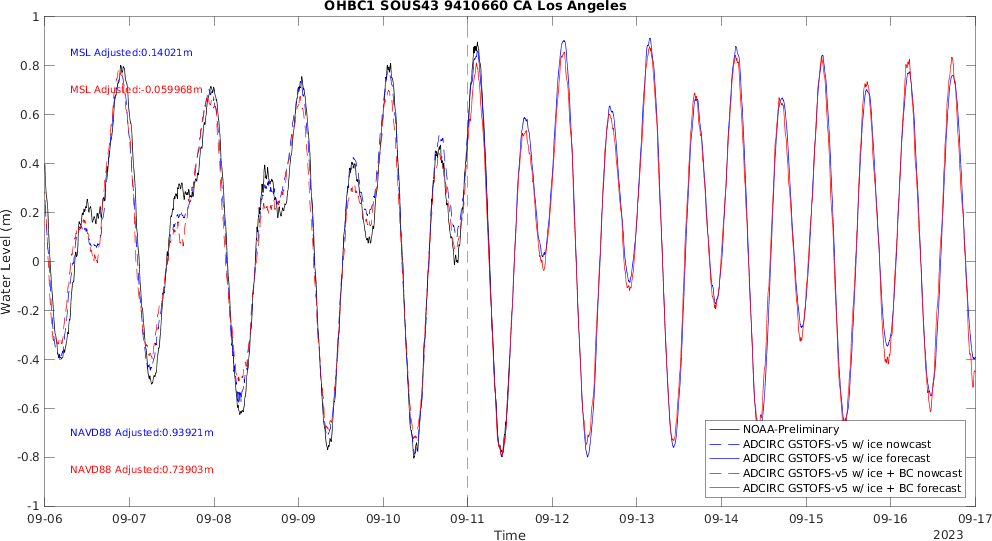 OHBC1 SOUS43 9410660 CA Los Angeles
1
0.8
0.6
0.4
0.2
0
-0.2
-0.4
-0.6
-0.8
-1
Water Level (m)
MSL Adjusted:0.14021m
MSL Adjusted:-0.059968m
NAVD88 Adjusted:0.93921m
NAVD88 Adjusted:0.73903m
NOAA-Preliminary
ADCIRC GSTOFS-v5 w/ ice nowcast
ADCIRC GSTOFS-v5 w/ ice forecast
ADCIRC GSTOFS-v5 w/ ice + BC nowcast
ADCIRC GSTOFS-v5 w/ ice + BC forecast
09-06 09-07 09-08 09-09 09-10 09-11 09-12 09-13 09-14 09-15 09-16 09-17
Time
2023